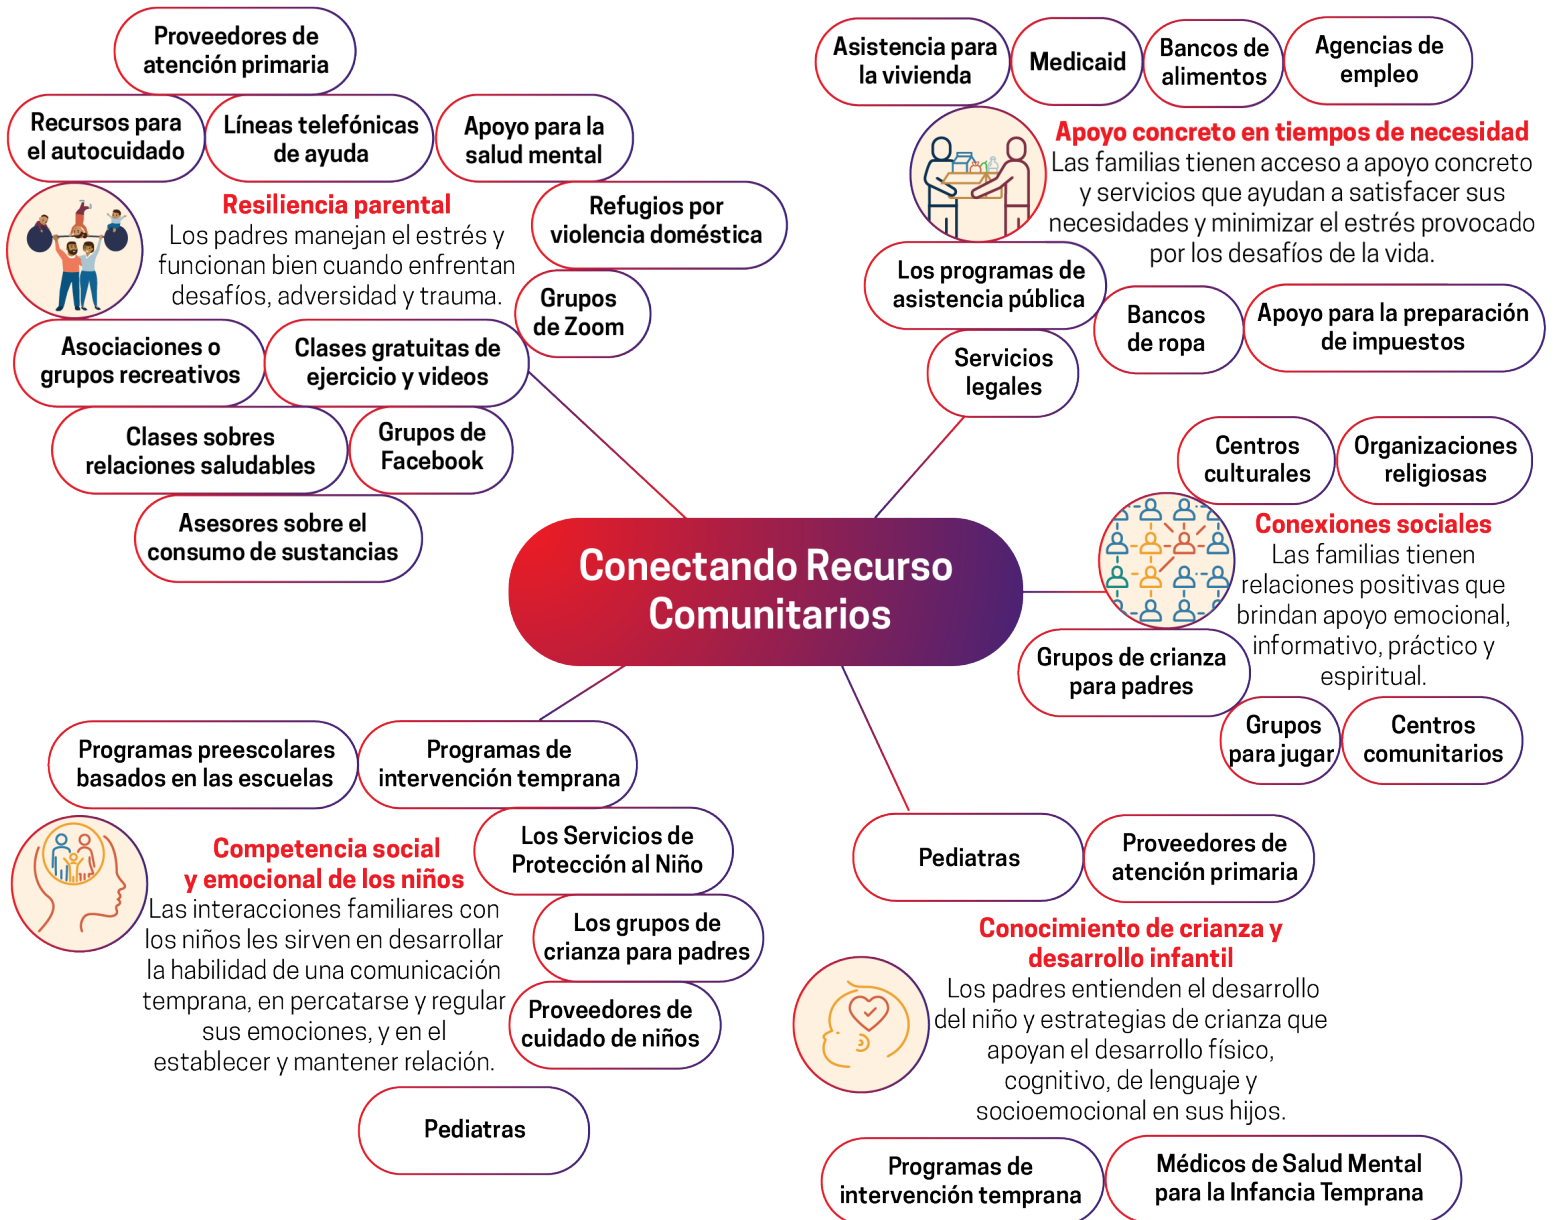 Proveedores de
atención primaria
Recursos para
el autocuidado
Líneas telefónicas
de ayuda
Apoyo para la
salud mental
Resiliencia parental
Los padres manejan el estrés y
funcionan bien cuando enfrentan
desafíos, adversidad y trauma.
Refugios por
violencia doméstica
Grupos
de Zoom
Asociaciones o
grupos recreativos
Clases gratuitas de
ejercicio y videos
Clases sobres
relaciones saludables
Grupos de
Facebook
Asesores sobre el
consumo de sustancias
Asistencia para
la vivienda
Medicaid
Bancos de
alimentos
Agencias de
empleo
Apoyo concreto en tiempos de necesidad
Las familias tienen acceso a apoyo concreto
y servicios que ayudan a satisfacer sus
necesidades y minimizar el estrés provocado
por los desafíos de la vida.
Los programas de
asistencia pública
Bancos
de ropa
Apoyo para la preparación
de impuestos
Servicios
legales
Centros
culturales
Organizaciones
religiosas
Conexiones sociales
Las familias tienen
relaciones positivas que
brindan apoyo emocional,
informativo, práctico y
espiritual.
Grupos de crianza
para padres
Grupos
para jugar
Centros
comunitarios
Conectando Recurso
Comunitarios
Programas preescolares
basados en las escuelas
Programas de
intervención temprana
Competencia social
y emocional de los niños
Las interacciones familiares con
los niños les sirven en desarrollar
la habilidad de una comunicación
temprana, en percatarse y regular
sus emociones, y en el
establecer y mantener relación.
Los Servicios de
Protección al Niño
Los grupos de
crianza para padres
Proveedores de
cuidado de niños
Pediatras
Pediatras
Proveedores de
atención primaria
Conocimiento de crianza y
desarrollo infantil
Los padres entienden el desarrollo
del niño y estrategias de crianza que
apoyan el desarrollo físico,
cognitivo, de lenguaje y
socioemocional en sus hijos.
Programas de
intervención temprana
Médicos de Salud Mental
para la Infancia Temprana